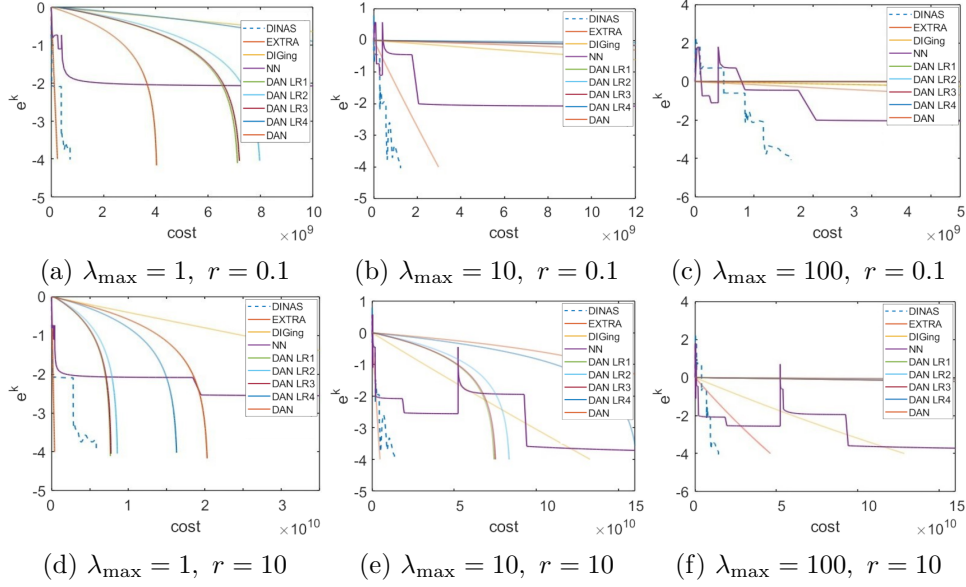 0
-1
-2
-3
-4
-5
e^k
DINAS
EXTRA
DIGing
NN
DAN LR1
DAN LR2
DAN LR3
DAN LR4
DAN
0 2 4 6 8 10
cost
×10^9
(a) λ_max = 1, r = 0.1
1
0
-1
-2
-3
-4
-5
e^k
DINAS
EXTRA
DIGing
NN
DAN LR1
DAN LR2
DAN LR3
DAN LR4
DAN
0 3 6 9 12
cost
×10^9
(b) λ_max = 10, r = 0.1
4
2
0
-2
-4
e^k
DINAS
EXTRA
DIGing
NN
DAN LR1
DAN LR2
DAN LR3
DAN LR4
DAN
0 1 2 3 4 5
cost
×10^9
(c) λ_max = 100, r = 0.1
0
-1
-2
-3
-4
-5
e^k
DINAS
EXTRA
DIGing
NN
DAN LR1
DAN LR2
DAN LR3
DAN LR4
DAN
0 1 2 3
cost
×10^10
(d) λ_max = 1, r = 10
1
0
-1
-2
-3
-4
-5
e^k
DINAS
EXTRA
DIGing
NN
DAN LR1
DAN LR2
DAN LR3
DAN LR4
DAN
0 5 10 15
cost
×10^10
(e) λ_max = 10, r = 10
4
2
0
-2
-4
-6
e^k
DINAS
EXTRA
DIGing
NN
DAN LR1
DAN LR2
DAN LR3
DAN LR4
DAN
0 5 10 15
cost
×10^10
(f) λ_max = 100, r = 10